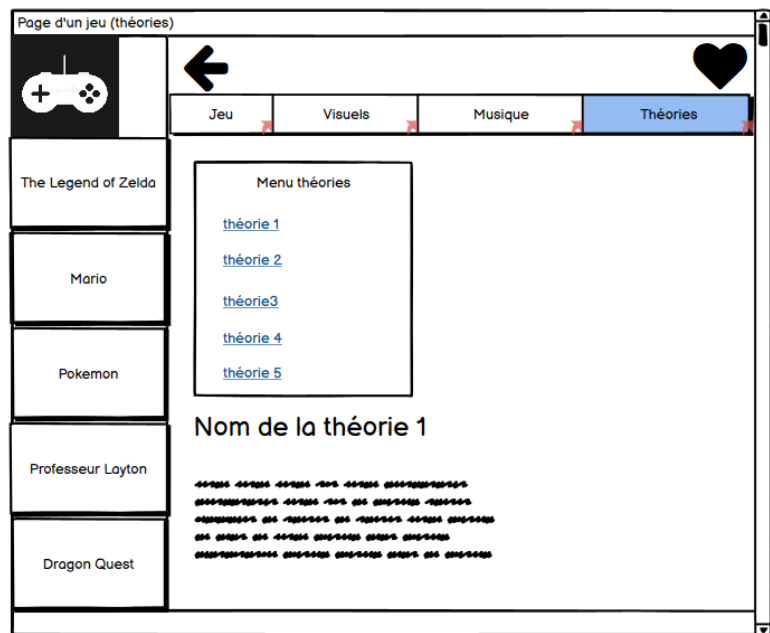 Page d'un jeu (théories)
Jeu
Visuels
Musique
Théories
The Legend of Zelda
Mario
Pokemon
Professeur Layton
Dragon Quest
Menu théories
théorie 1
théorie 2
théorie3
théorie 4
théorie 5
Nom de la théorie 1